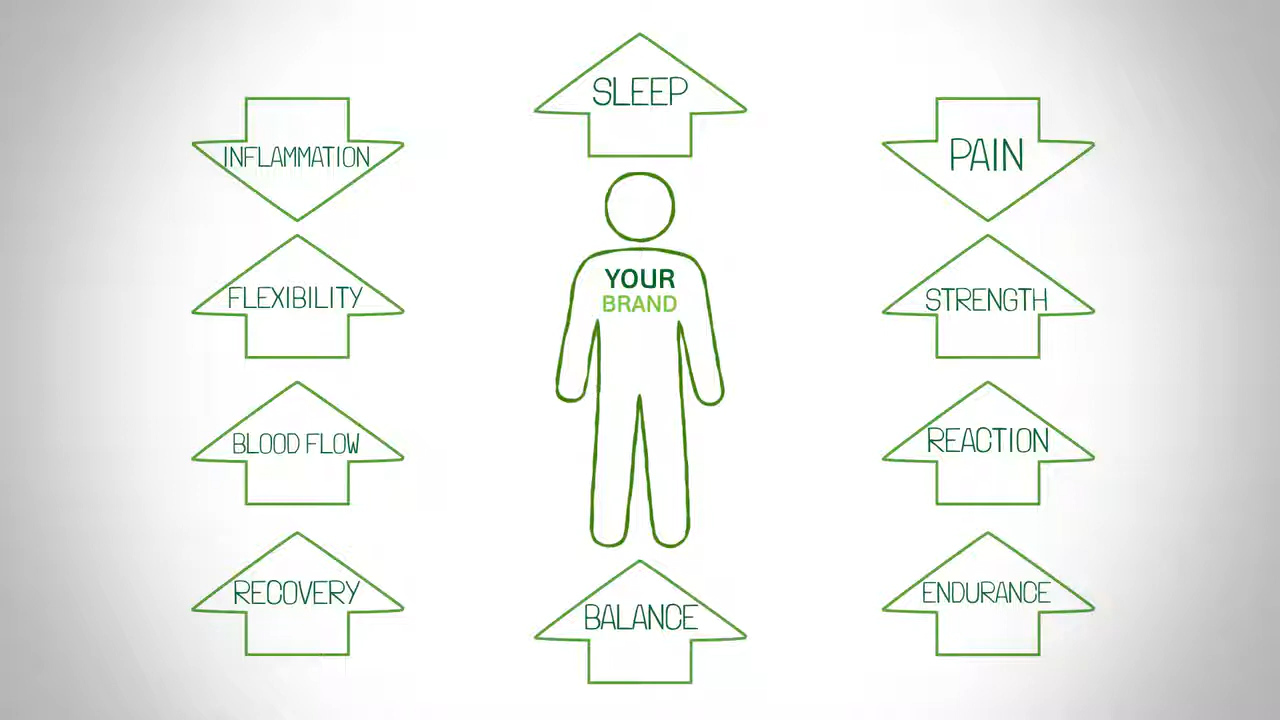 SLEEP
INFLAMMATION
PAIN
YOUR
BRAND
FLEXIBILITY
STRENGTH
BLOOD FLOW
REACTION
RECOVERY
ENDURANCE
BALANCE